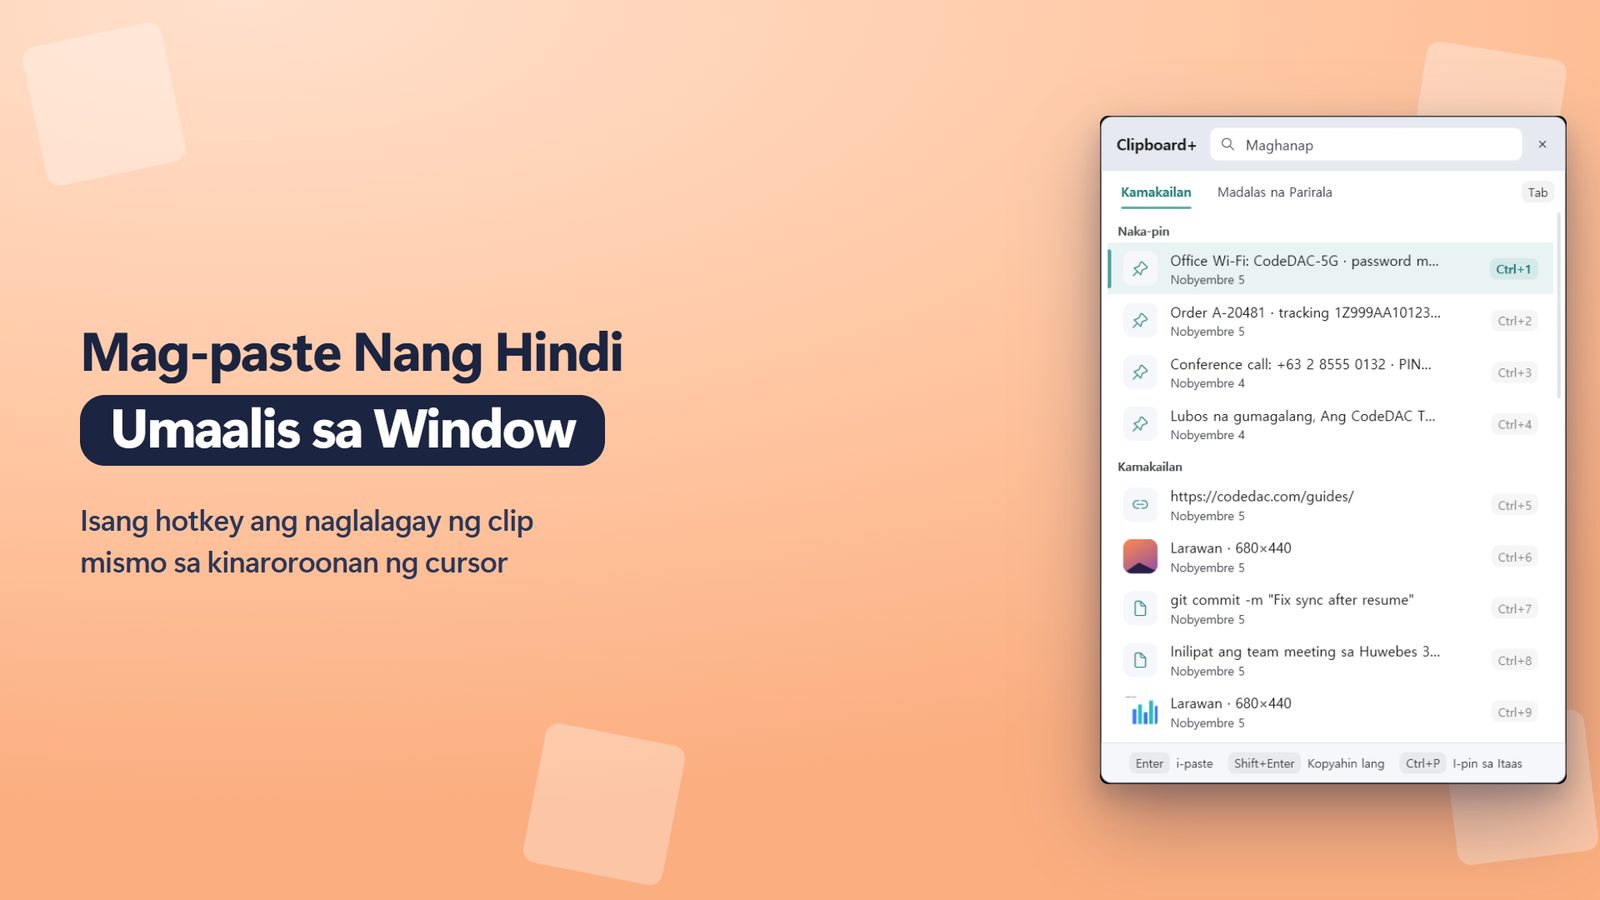 Mag-paste Nang Hindi
Umaalis sa Window
Isang hotkey ang naglalagay ng clip
mismo sa kinaroroonan ng cursor
Clipboard+ Maghanap ×
Kamakailan Madalas na Parirala Tab
Naka-pin
Office Wi-Fi: CodeDAC-5G · password m... Ctrl+1
Nobyembre 5
Order A-20481 · tracking 1Z999AA10123... Ctrl+2
Nobyembre 5
Conference call: +63 2 8555 0132 · PIN... Ctrl+3
Nobyembre 4
Lubos na gumagalang, Ang CodeDAC T... Ctrl+4
Nobyembre 4
Kamakailan
https://codedac.com/guides/ Ctrl+5
Nobyembre 5
Larawan · 680×440 Ctrl+6
Nobyembre 5
git commit -m "Fix sync after resume" Ctrl+7
Nobyembre 5
Inilipat ang team meeting sa Huwebes 3... Ctrl+8
Nobyembre 5
Larawan · 680×440 Ctrl+9
Nobyembre 5
Enter i-paste Shift+Enter Kopyahin lang Ctrl+P I-pin sa Itaas